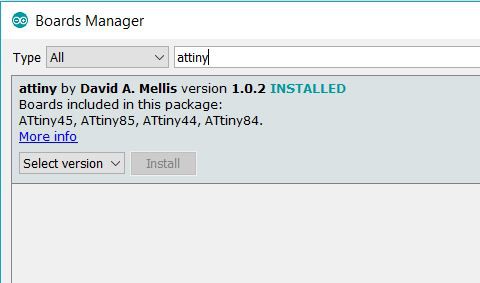 Boards Manager
Type All attiny
attiny by David A. Mellis version 1.0.2 INSTALLED
Boards included in this package:
ATtiny45, ATtiny85, ATtiny44, ATtiny84.
More info
Select version Install